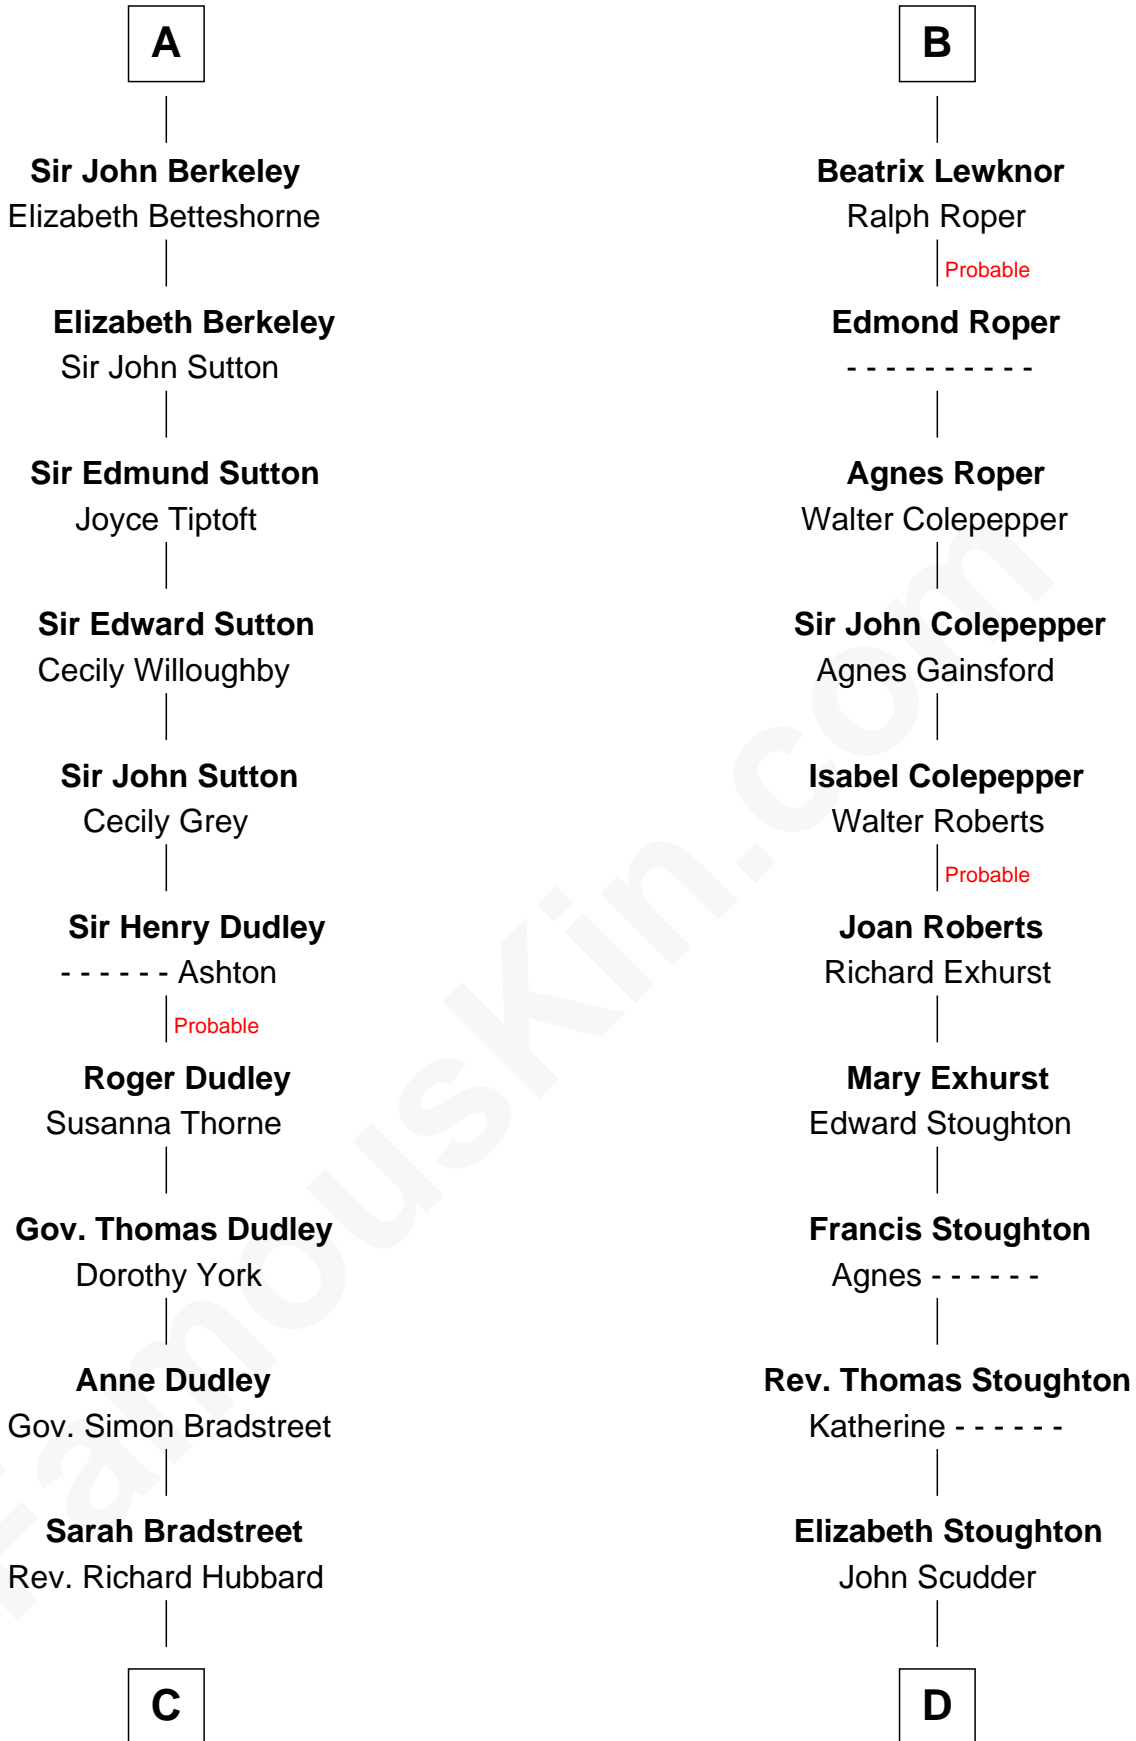 A
Sir John Berkeley
Elizabeth Betteshorne
Elizabeth Berkeley
Sir John Sutton
Sir Edmund Sutton
Joyce Tiptoft
Sir Edward Sutton
Cecily Willoughby
Sir John Sutton
Cecily Grey
Sir Henry Dudley
- - - - - - Ashton
Probable
Roger Dudley
Susanna Thorne
Gov. Thomas Dudley
Dorothy York
Anne Dudley
Gov. Simon Bradstreet
Sarah Bradstreet
Rev. Richard Hubbard
C
B
Beatrix Lewknor
Ralph Roper
Probable
Edmond Roper
- - - - - - - - - -
Agnes Roper
Walter Colepepper
Sir John Colepepper
Agnes Gainsford
Isabel Colepepper
Walter Roberts
Probable
Joan Roberts
Richard Exhurst
Mary Exhurst
Edward Stoughton
Francis Stoughton
Agnes - - - - - -
Rev. Thomas Stoughton
Katherine - - - - - -
Elizabeth Stoughton
John Scudder
D
FamousKin.com